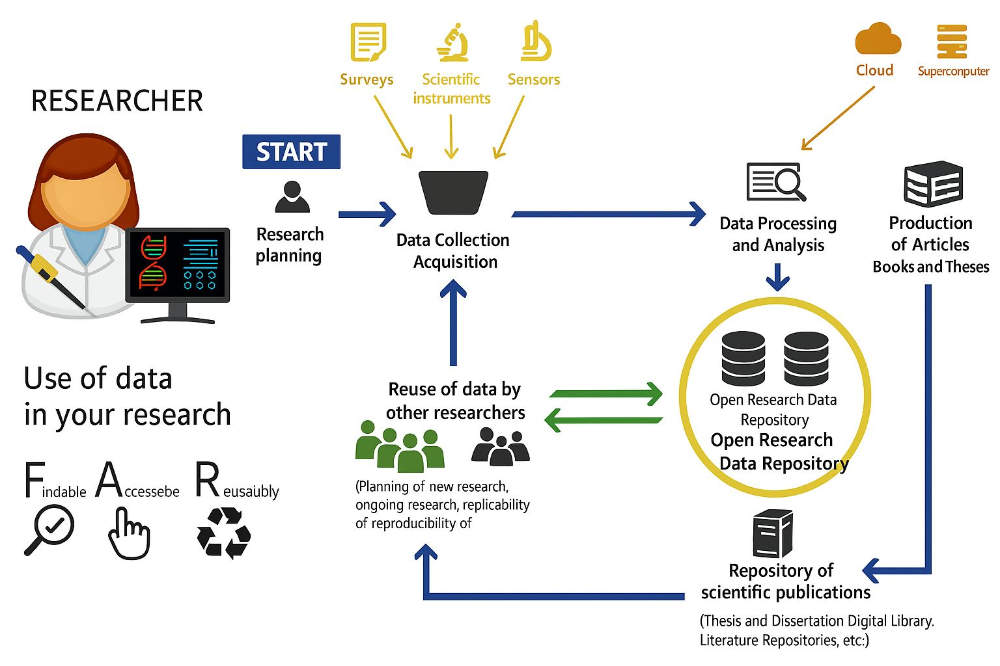 RESEARCHER
Use of data
in your research
Findable Accessebe Reusaiubly
START
Research
planning
Surveys
Scientific
instruments
Sensors
Data Collection
Acquisition
Cloud
Superconputer
Data Processing
and Analysis
Production
of Articles
Books and Theses
Open Research Data
Repository
Open Research
Data Repository
Reuse of data by
other researchers
(Planning of new research,
ongoing research, replicability
of reproducibility of
Repository of
scientific publications
(Thesis and Dissertation Digital Library.
Literature Repositories, etc:)